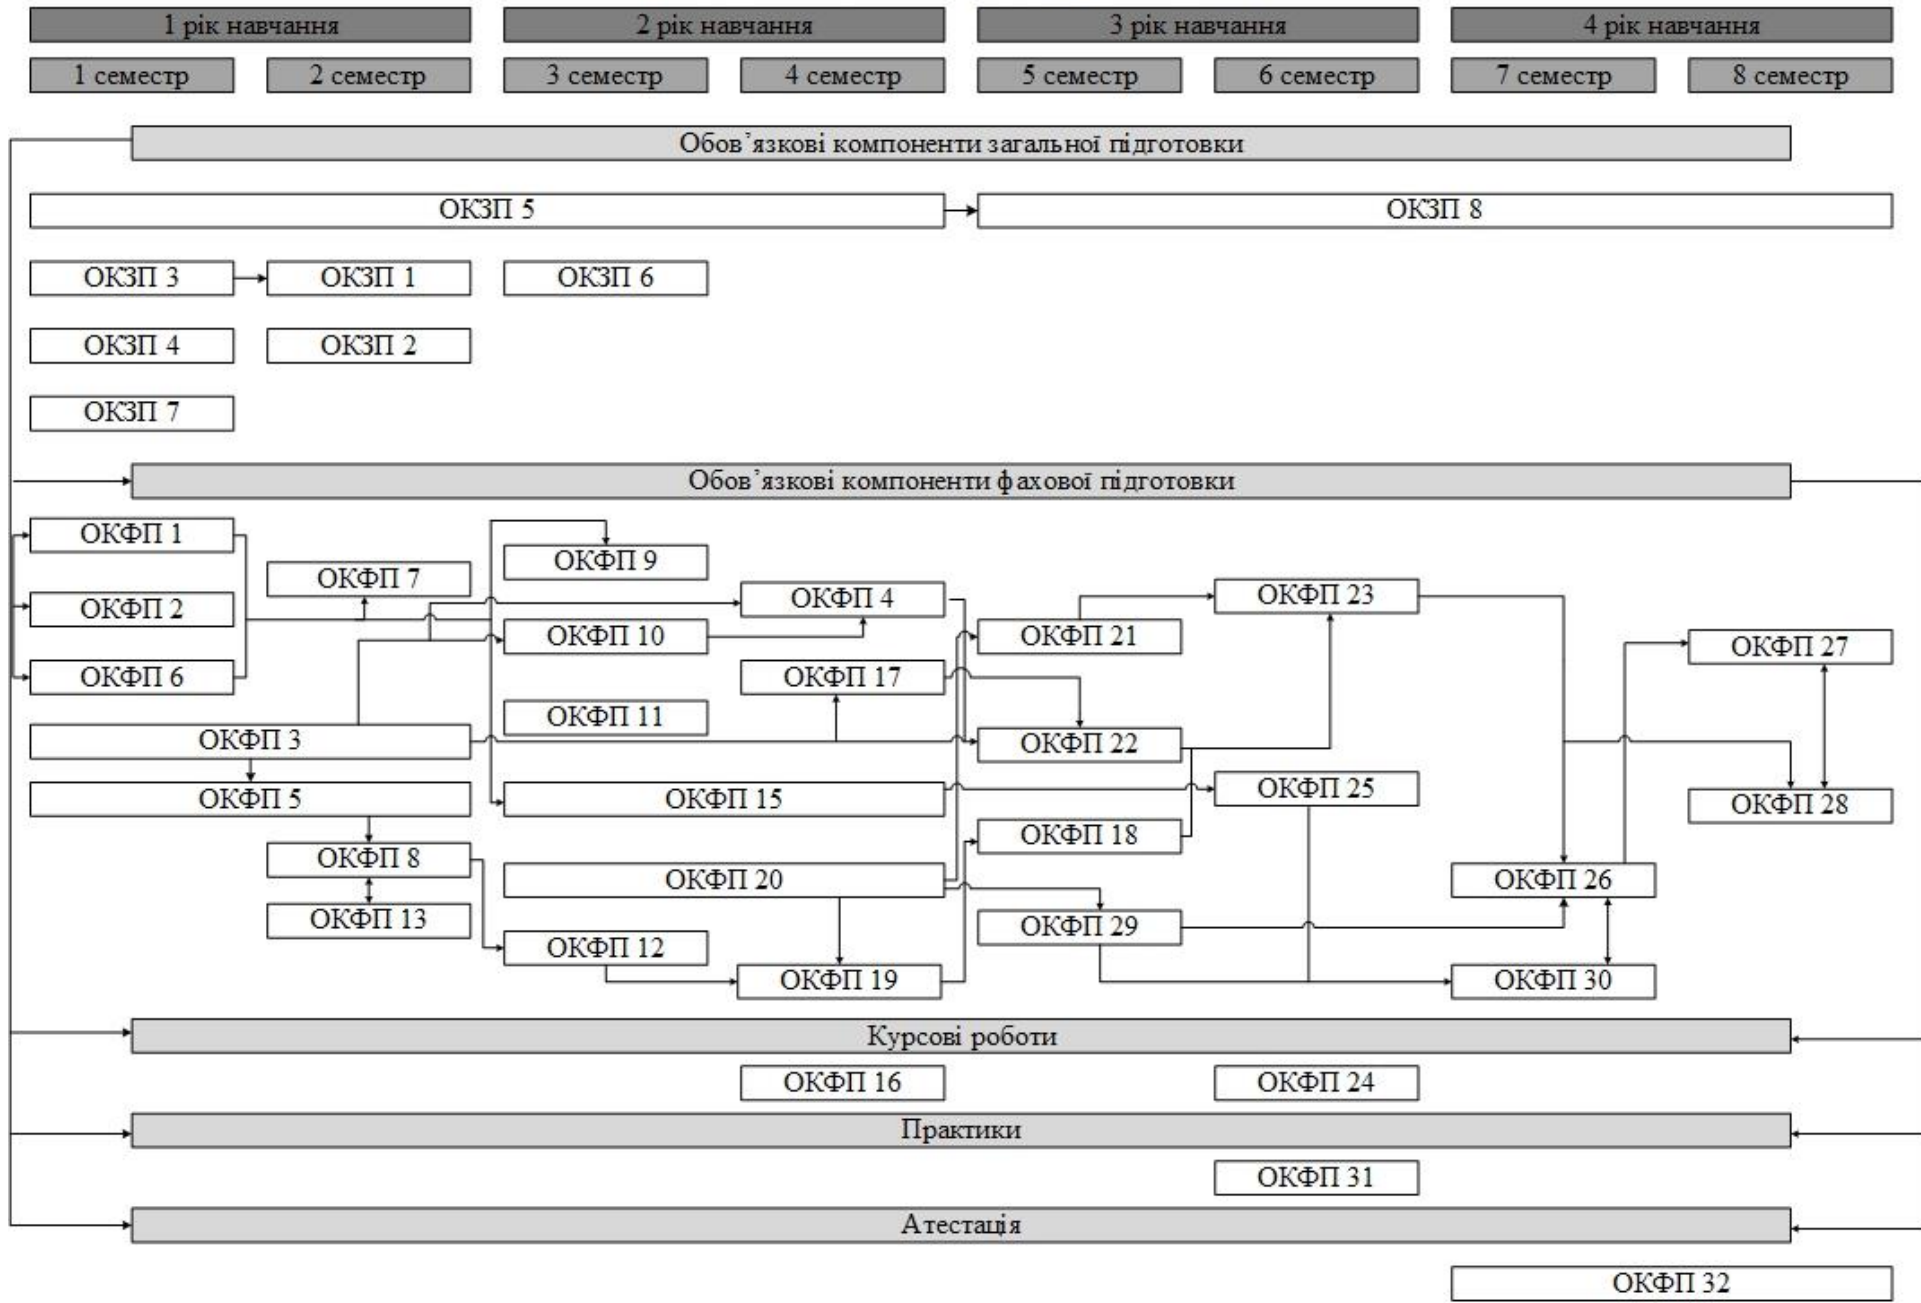 1 рік навчання
2 рік навчання
3 рік навчання
4 рік навчання
1 семестр
2 семестр
3 семестр
4 семестр
5 семестр
6 семестр
7 семестр
8 семестр
Обов’язкові компоненти загальної підготовки
ОКЗП 5
ОКЗП 8
ОКЗП 3
ОКЗП 1
ОКЗП 6
ОКЗП 4
ОКЗП 2
ОКЗП 7
Обов’язкові компоненти фахової підготовки
ОКФП 1
ОКФП 9
ОКФП 7
ОКФП 2
ОКФП 4
ОКФП 23
ОКФП 10
ОКФП 21
ОКФП 27
ОКФП 6
ОКФП 17
ОКФП 11
ОКФП 3
ОКФП 22
ОКФП 5
ОКФП 15
ОКФП 25
ОКФП 28
ОКФП 18
ОКФП 8
ОКФП 20
ОКФП 26
ОКФП 13
ОКФП 29
ОКФП 12
ОКФП 19
ОКФП 30
Курсові роботи
ОКФП 16
ОКФП 24
Практики
ОКФП 31
Атестація
ОКФП 32